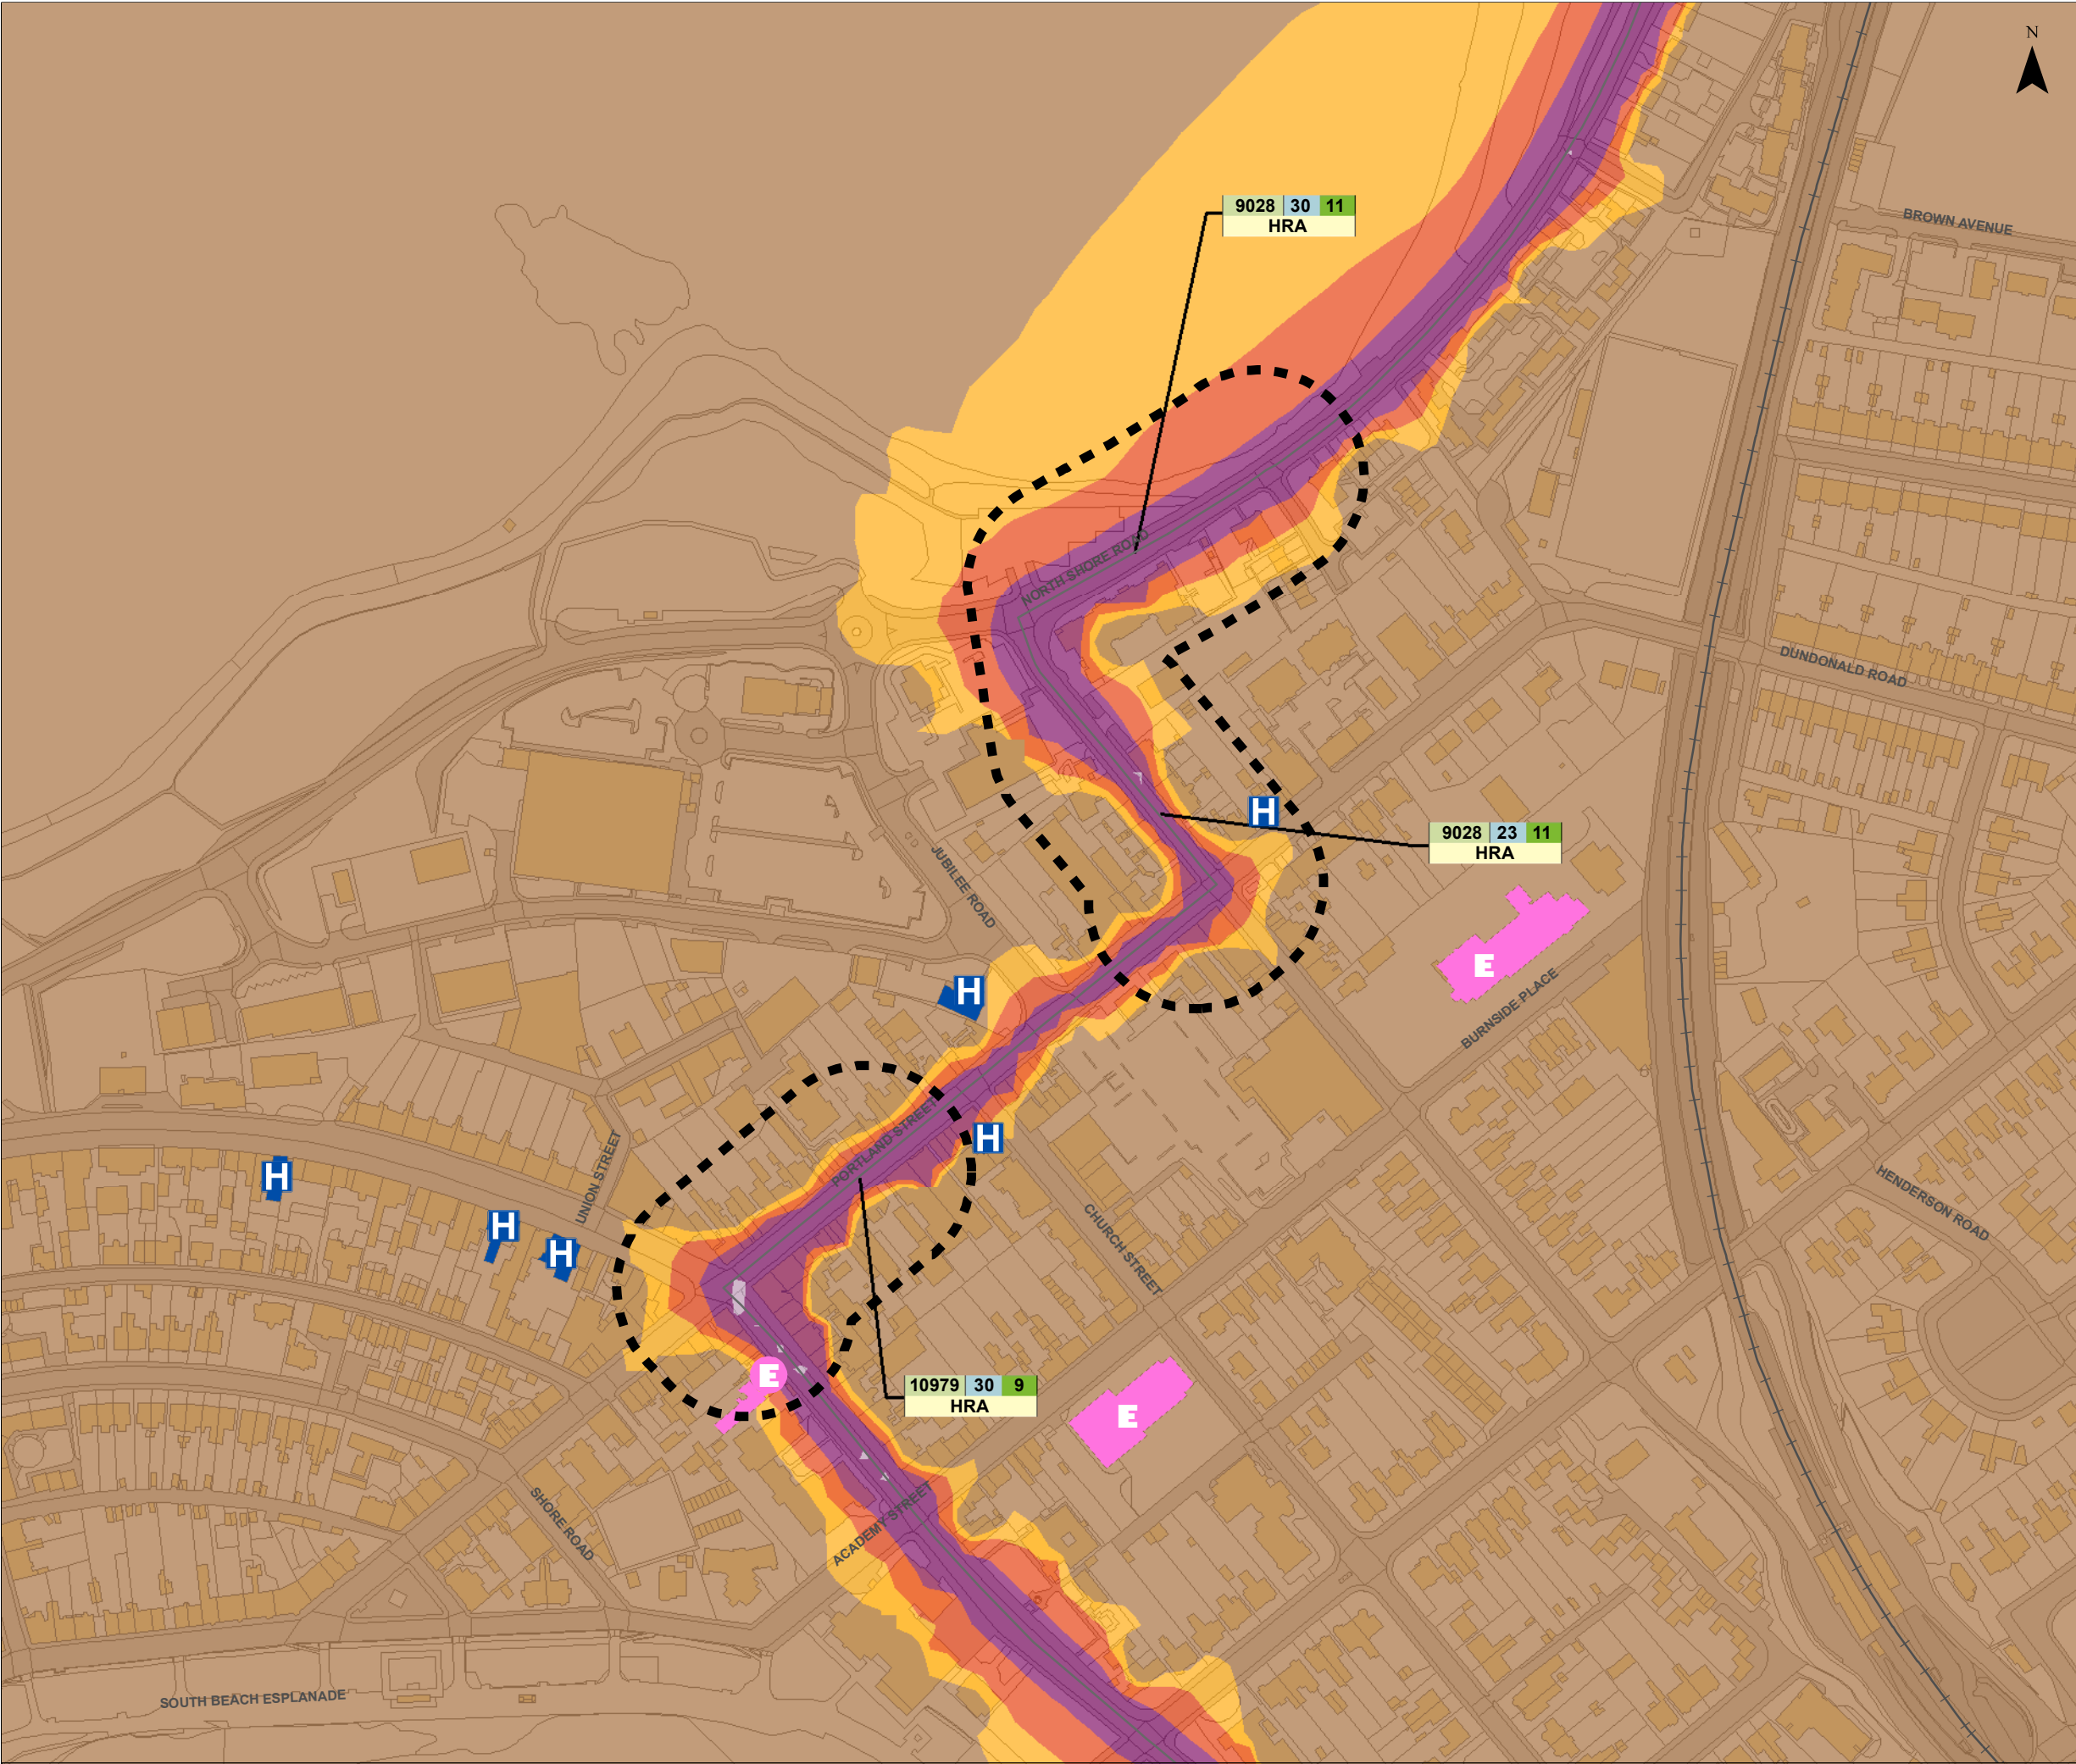 N
9028 30 11
HRA
BROWN AVENUE
NORTH SHORE ROAD
DUNDONALD ROAD
H
9028 23 11
HRA
JUBILEE ROAD
E
H
BURNSIDE PLACE
PORTLAND STREET
H
H
UNION STREET
H
H
HENDERSON ROAD
CHURCH STREET
E
10979 30 9
HRA
E
SHORE ROAD
ACADEMY STREET
SOUTH BEACH ESPLANADE